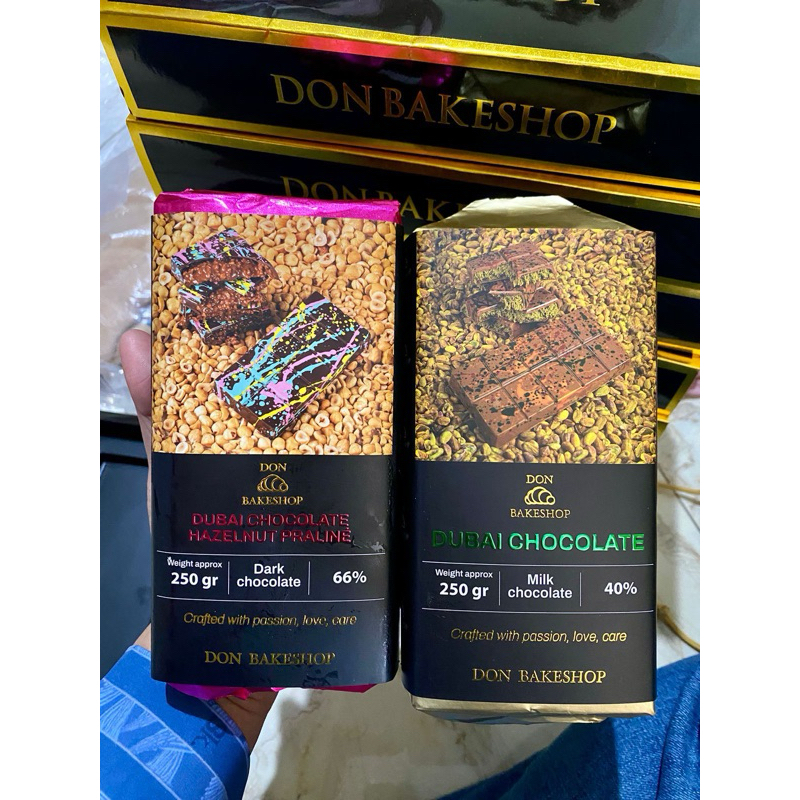 DON BAKESHOP
DON BAKE
DON
BAKESHOP
DUBAI CHOCOLATE
HAZELNUT PRALINE
Weight approx
250 gr
Dark
chocolate
66%
Crafted with passion, love, care
DON BAKESHOP
DON
BAKESHOP
DUBAI CHOCOLATE
Weight approx
250 gr
Milk
chocolate
40%
Crafted with passion, love, care
DON BAKESHOP